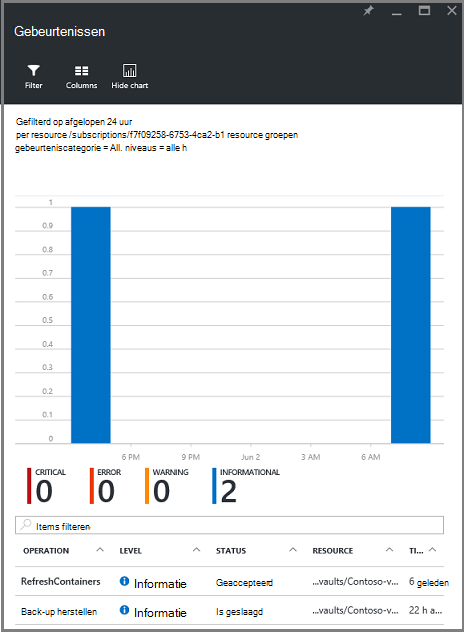 Gebeurtenissen
Filter
Columns
Hide chart
Gefilterd op afgelopen 24 uur
per resource /subscriptions/f7f09258-6753-4ca2-b1 resource groepen
gebeurteniscategorie = All. niveaus = alle h
1
0.9
0.8
0.7
0.6
0.5
0.4
0.3
0.2
0.1
0
6 PM 9 PM Jun 2 3 AM 6 AM
CRITICAL ERROR WARNING INFORMATIONAL
0 0 0 2
Items filteren
OPERATION LEVEL STATUS RESOURCE TI...
RefreshContainers Informatie Geaccepteerd ...vaults/Contoso-v... 6 geleden
Back-up herstellen Informatie Is geslaagd ...vaults/Contoso-v... 22 h a...